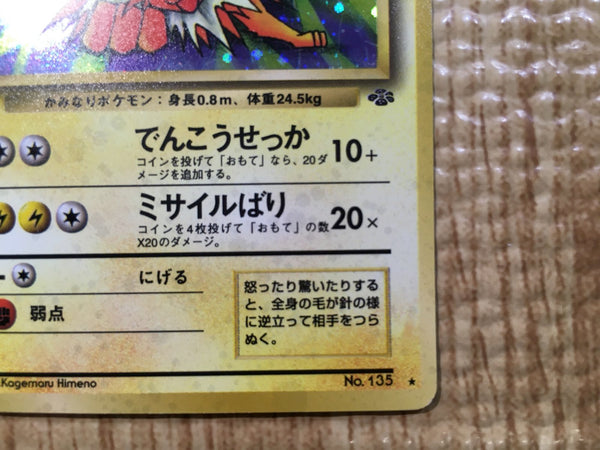 かみなりポケモン：身長0.8m、体重24.5kg
でんこうせっか 10+
コインを投げて「おもて」なら、20ダ
メージを追加する。
ミサイルばり 20×
コインを4枚投げて「おもて」の数
X20のダメージ。
にげる
弱点
怒ったり驚いたりする
と、全身の毛が針の様
に逆立って相手をつら
ぬく。
Kagemaru Himeno
No. 135 ★